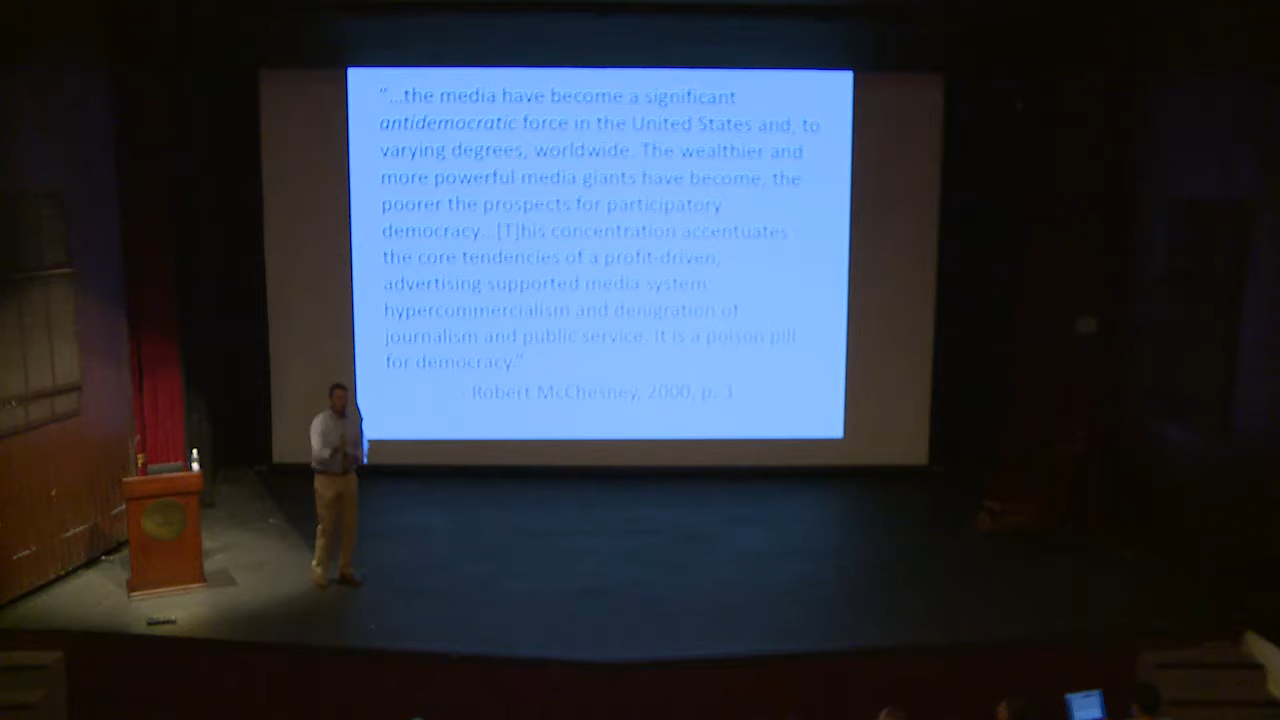 “...the media have become a significant
antidemocratic force in the United States and, to
varying degrees, worldwide. The wealthier and
more powerful media giants have become, the
poorer the prospects for participatory
democracy...[T]his concentration accentuates
the core tendencies of a profit-driven,
advertising supported media system:
hypercommercialism and denigration of
journalism and public service. It is a poison pill
for democracy.”
- Robert McChesney, 2000, p. 3